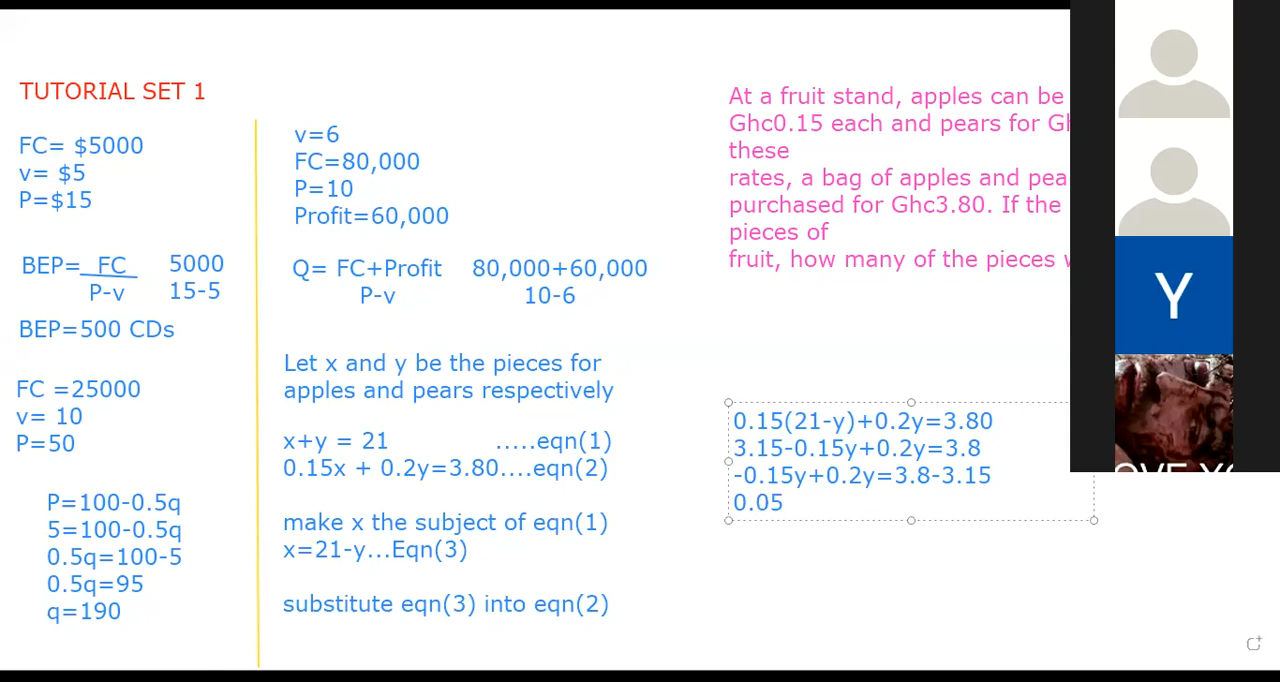 TUTORIAL SET 1
FC= $5000
v= $5
P=$15
BEP= FC 5000
P-v 15-5
BEP=500 CDs
FC =25000
v= 10
P=50
P=100-0.5q
5=100-0.5q
0.5q=100-5
0.5q=95
q=190
v=6
FC=80,000
P=10
Profit=60,000
Q= FC+Profit 80,000+60,000
P-v 10-6
Let x and y be the pieces for
apples and pears respectively
x+y = 21 .....eqn(1)
0.15x + 0.2y=3.80....eqn(2)
make x the subject of eqn(1)
x=21-y...Eqn(3)
substitute eqn(3) into eqn(2)
At a fruit stand, apples can be
Ghc0.15 each and pears for
these
rates, a bag of apples and
purchased for Ghc3.80. If the
pieces of
fruit, how many of the pieces
0.15(21-y)+0.2y=3.80
3.15-0.15y+0.2y=3.8
-0.15y+0.2y=3.8-3.15
0.05
Y